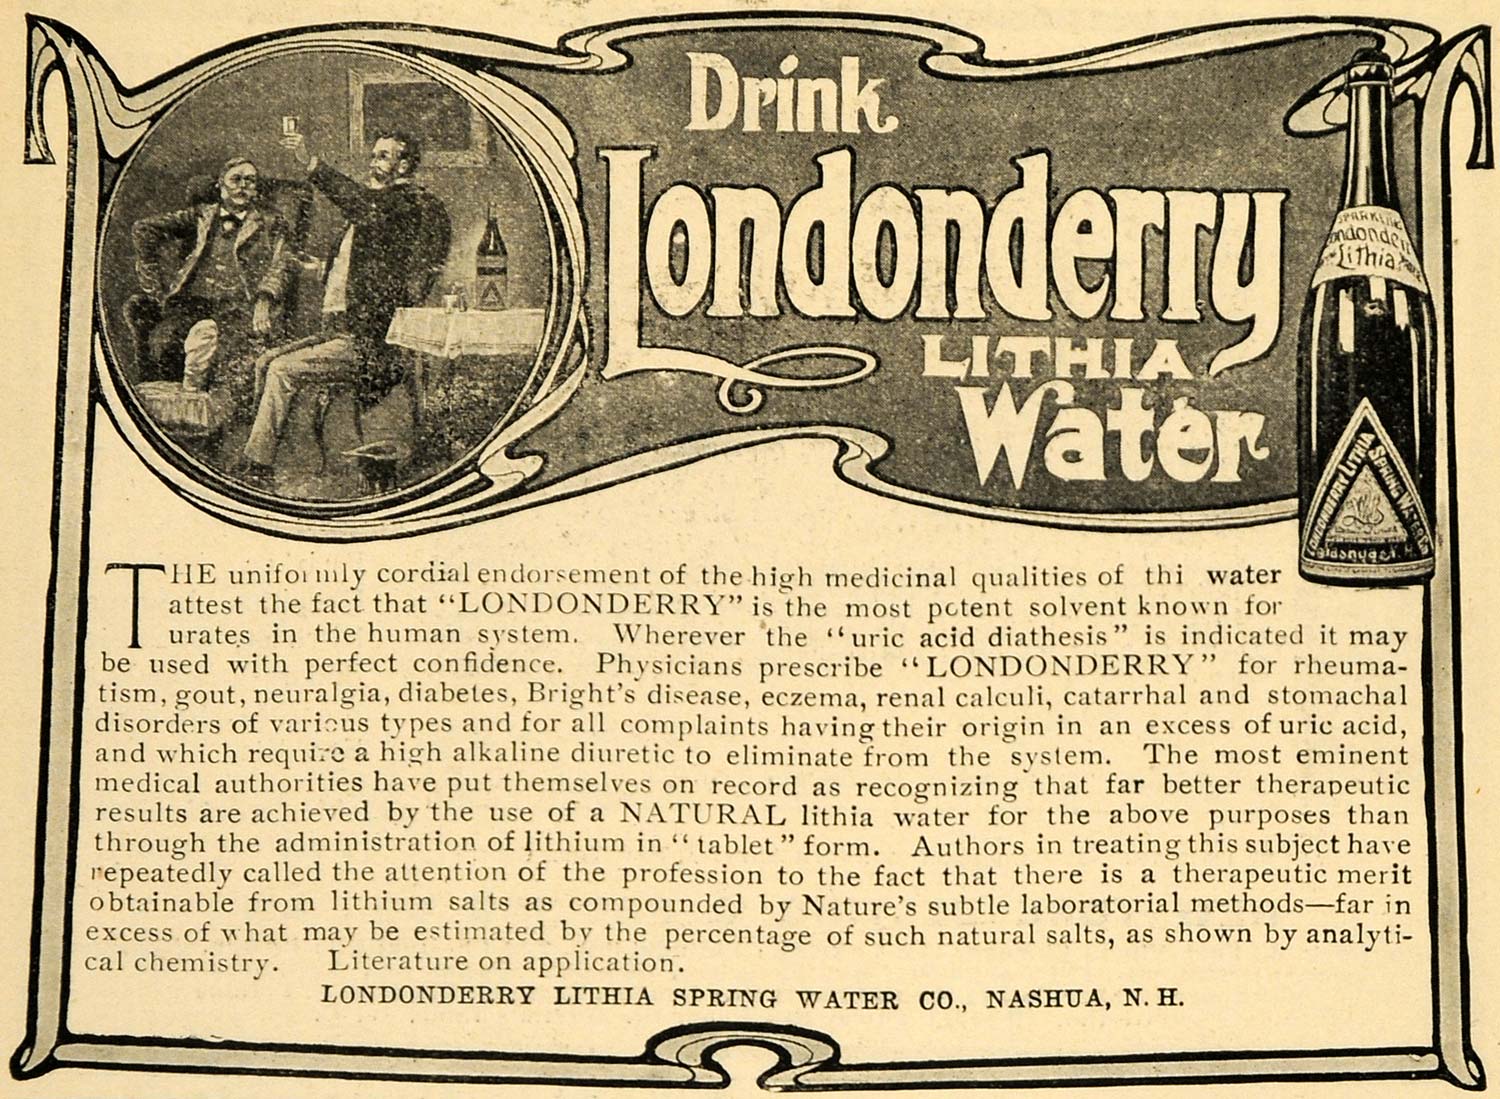 Drink
Londonderry
LITHIA
Water
SPARKLING
Londonderry
Lithia
LONDONDERRY LITHIA SPRING WATER CO.
Nashua, N. H.
THE uniformly cordial endorsement of the high medicinal qualities of thi water
attest the fact that “LONDONDERRY” is the most potent solvent known for
urates in the human system. Wherever the “uric acid diathesis” is indicated it may
be used with perfect confidence. Physicians prescribe “LONDONDERRY” for rheuma-
tism, gout, neuralgia, diabetes, Bright's disease, eczema, renal calculi, catarrhal and stomachal
disorders of various types and for all complaints having their origin in an excess of uric acid,
and which require a high alkaline diuretic to eliminate from the system. The most eminent
medical authorities have put themselves on record as recognizing that far better therapeutic
results are achieved by the use of a NATURAL lithia water for the above purposes than
through the administration of lithium in “tablet” form. Authors in treating this subject have
repeatedly called the attention of the profession to the fact that there is a therapeutic merit
obtainable from lithium salts as compounded by Nature's subtle laboratorial methods—far in
excess of what may be estimated by the percentage of such natural salts, as shown by analyti-
cal chemistry. Literature on application.
LONDONDERRY LITHIA SPRING WATER CO., NASHUA, N. H.